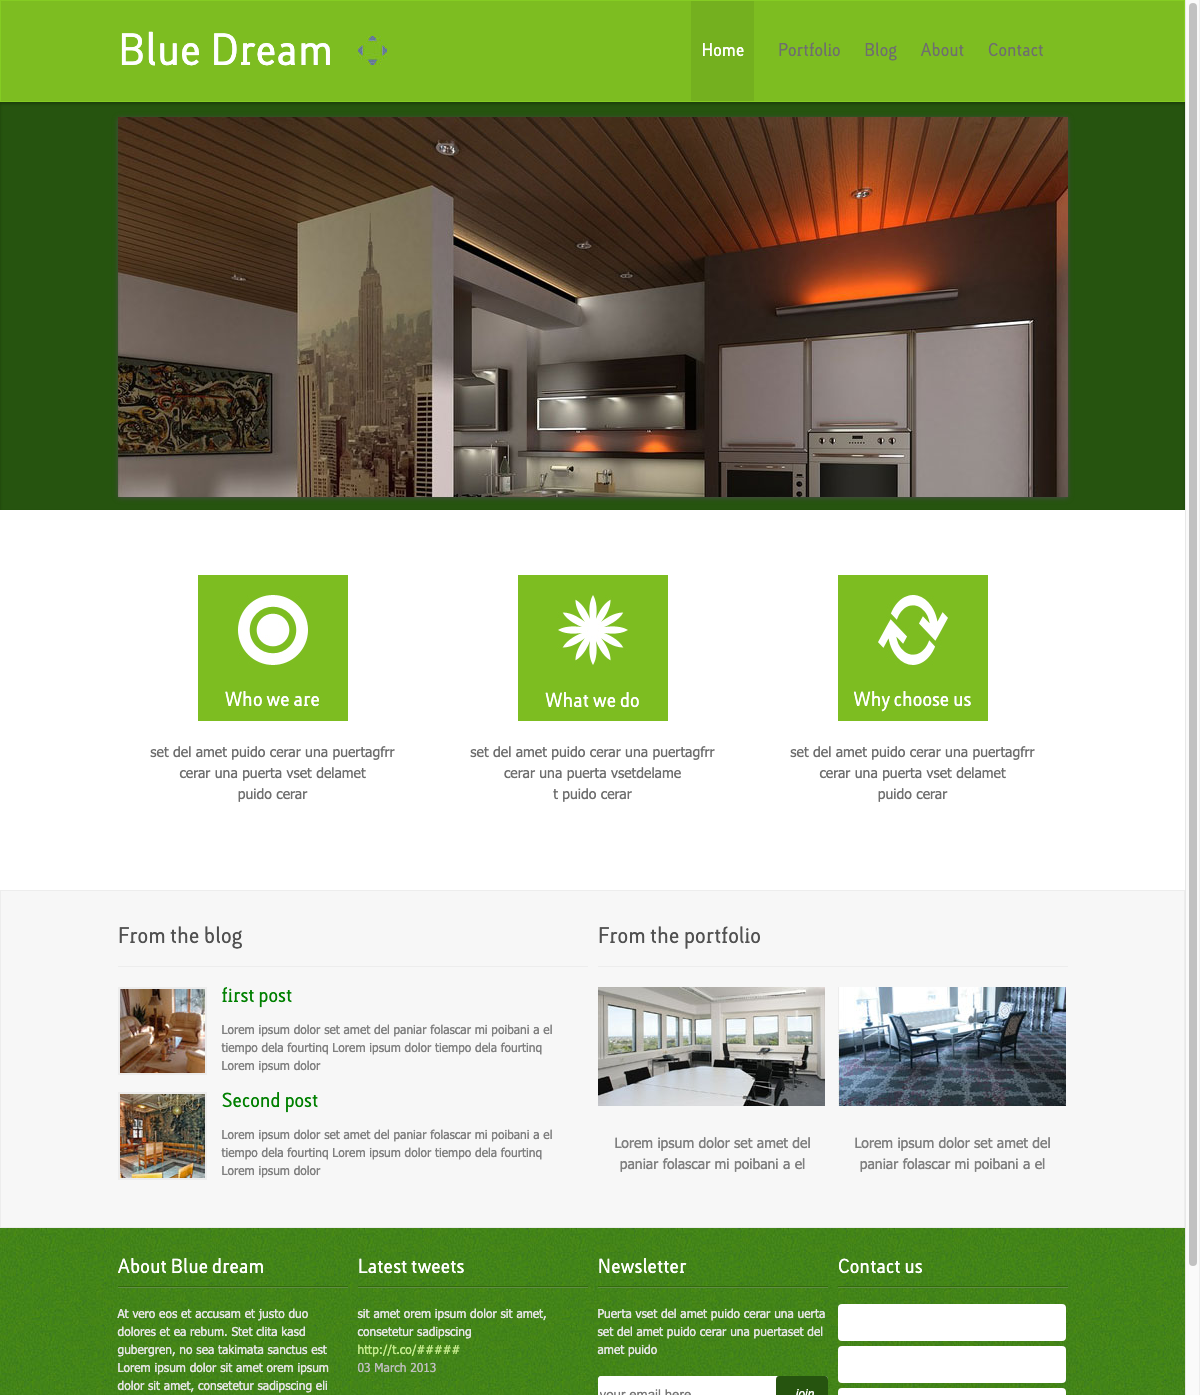 Blue Dream
Home Portfolio Blog About Contact
Who we are
set del amet puido cerar una puertagfrr
cerar una puerta vset delamet
puido cerar
What we do
set del amet puido cerar una puertagfrr
cerar una puerta vsetdelame
t puido cerar
Why choose us
set del amet puido cerar una puertagfrr
cerar una puerta vset delamet
puido cerar
From the blog
first post
Lorem ipsum dolor set amet del paniar folascar mi poibani a el
tiempo dela fourtinq Lorem ipsum dolor tiempo dela fourtinq
Lorem ipsum dolor
Second post
Lorem ipsum dolor set amet del paniar folascar mi poibani a el
tiempo dela fourtinq Lorem ipsum dolor tiempo dela fourtinq
Lorem ipsum dolor
From the portfolio
Lorem ipsum dolor set amet del
paniar folascar mi poibani a el
Lorem ipsum dolor set amet del
paniar folascar mi poibani a el
About Blue dream
At vero eos et accusam et justo duo
dolores et ea rebum. Stet clita kasd
gubergren, no sea takimata sanctus est
Lorem ipsum dolor sit amet orem ipsum
dolor sit amet, consetetur sadipscing eli
Latest tweets
sit amet orem ipsum dolor sit amet,
consetetur sadipscing
http://t.co/#####
03 March 2013
Newsletter
Puerta vset del amet puido cerar una uerta
set del amet puido cerar una puertaset del
amet puido
your email here
join
Contact us